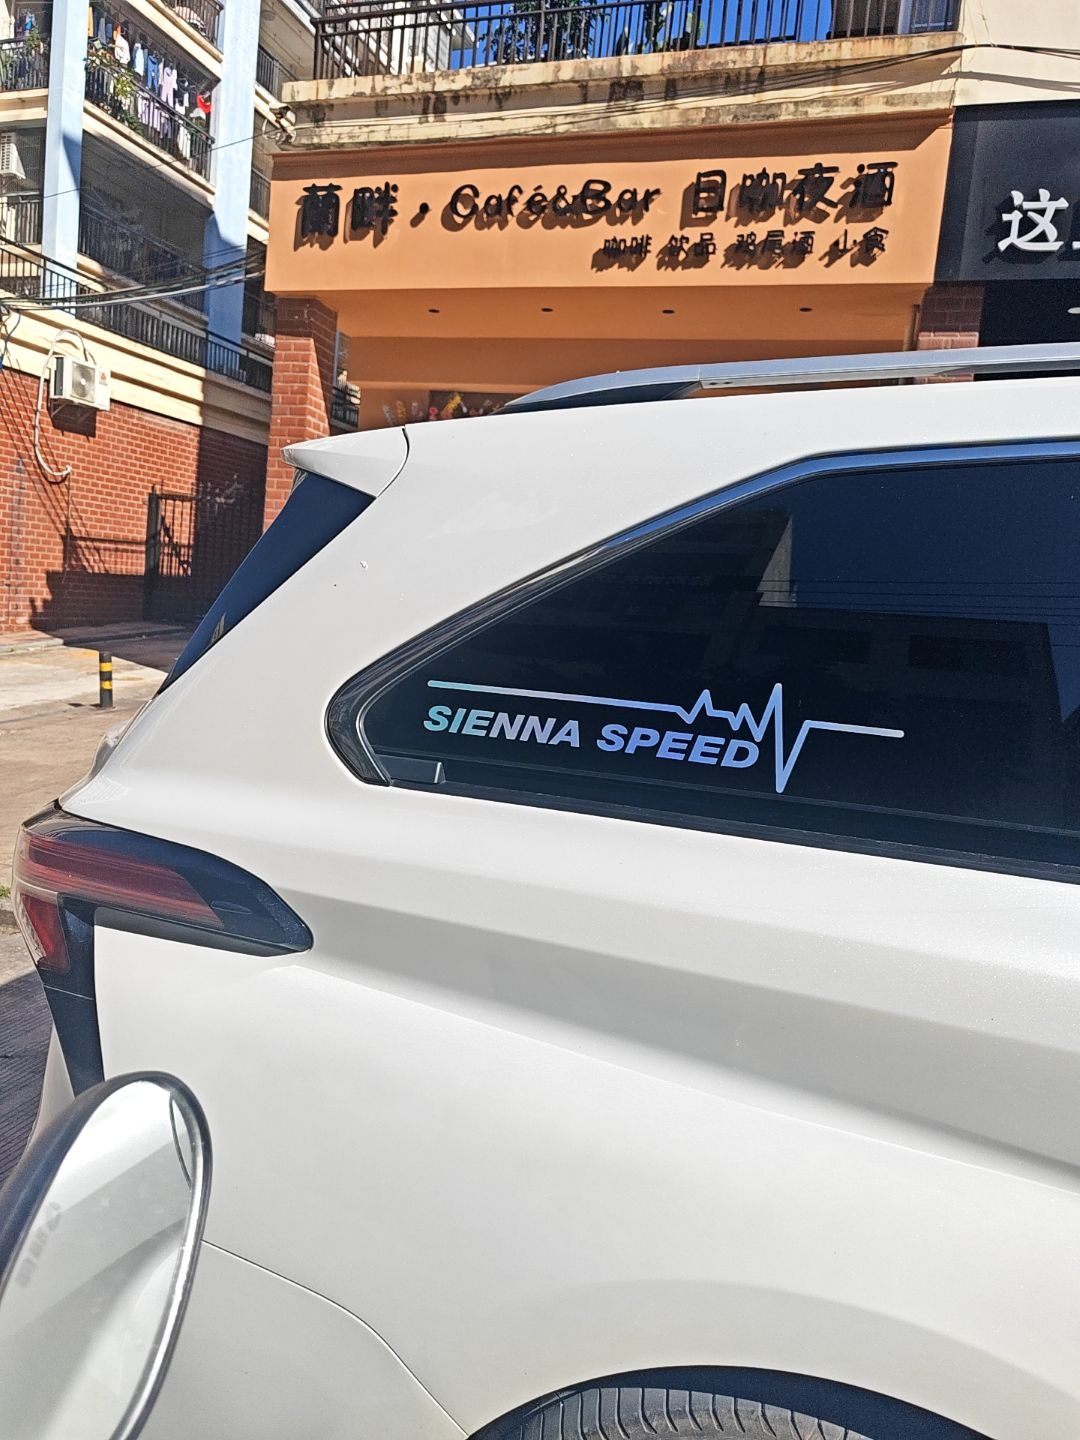 蘭畔·Café&Bar 日咖夜酒
咖啡 饮品 鸡尾酒 小食
这
SIENNA SPEED